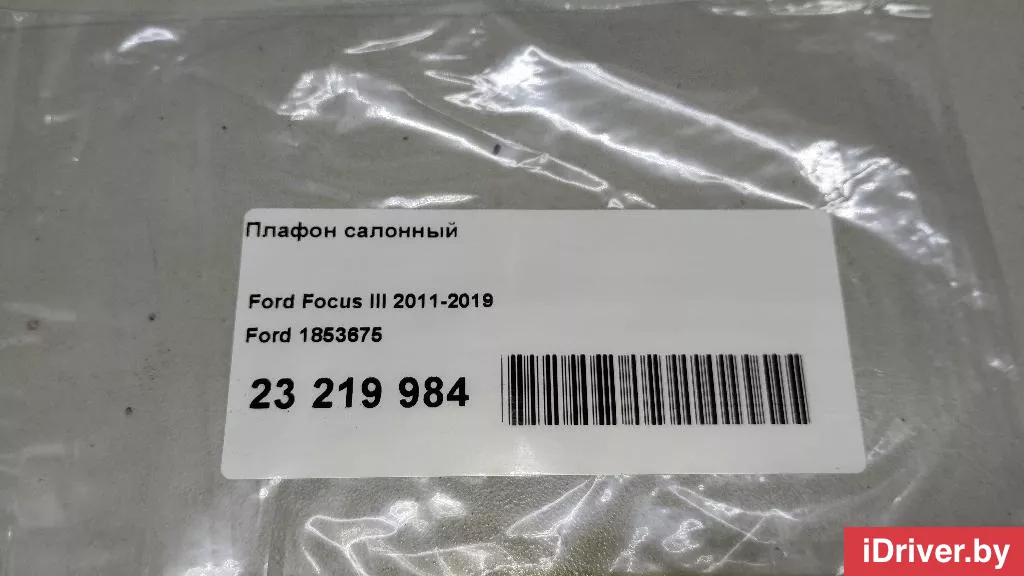 Плафон салонный
Ford Focus III 2011-2019
Ford 1853675
23 219 984
iDriver.by